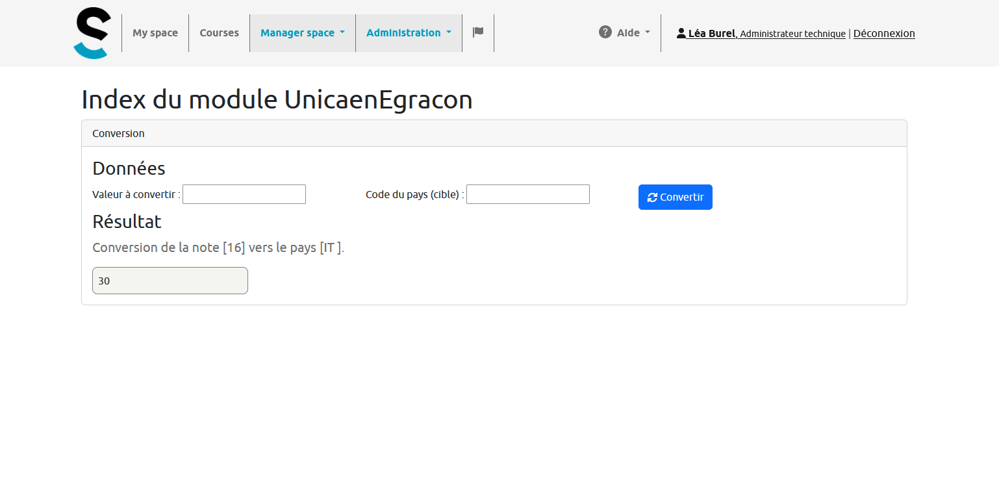 My space Courses Manager space Administration Aide Léa Burel, Administrateur technique | Déconnexion
Index du module UnicaenEgracon
Conversion
Données
Valeur à convertir : Code du pays (cible) : Convertir
Résultat
Conversion de la note [16] vers le pays [IT ].
30